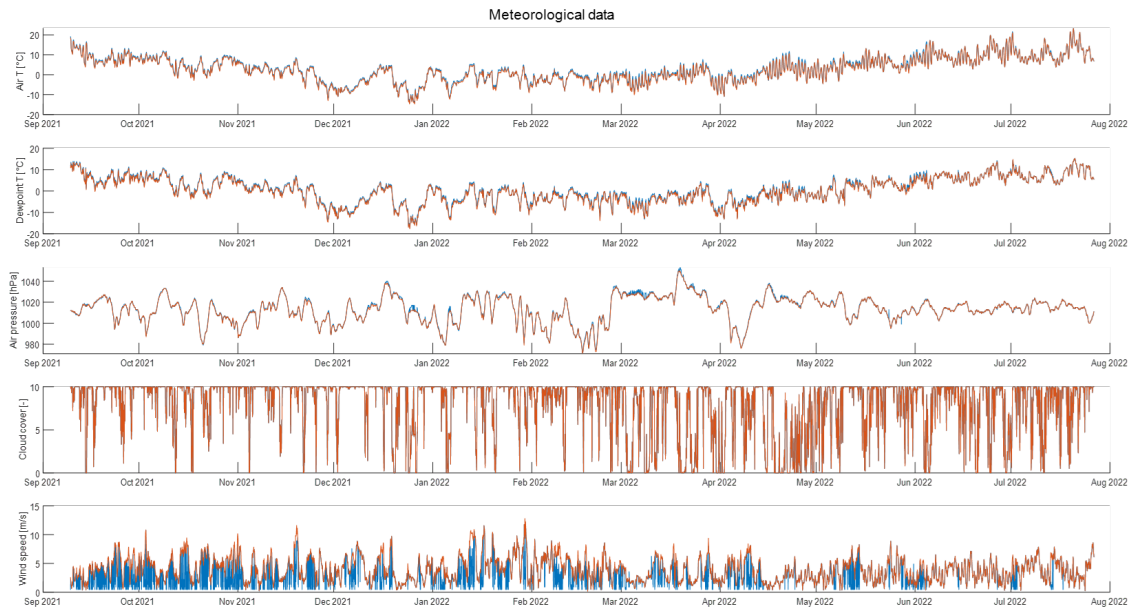 Meteorological data
Air T [°C]
20
10
0
-10
-20
Sep 2021 Oct 2021 Nov 2021 Dec 2021 Jan 2022 Feb 2022 Mar 2022 Apr 2022 May 2022 Jun 2022 Jul 2022 Aug 2022
Dewpoint T [°C]
20
10
0
-10
-20
Sep 2021 Oct 2021 Nov 2021 Dec 2021 Jan 2022 Feb 2022 Mar 2022 Apr 2022 May 2022 Jun 2022 Jul 2022 Aug 2022
Air pressure [hPa]
1040
1020
1000
980
Sep 2021 Oct 2021 Nov 2021 Dec 2021 Jan 2022 Feb 2022 Mar 2022 Apr 2022 May 2022 Jun 2022 Jul 2022 Aug 2022
Cloud cover [-]
10
5
0
Sep 2021 Oct 2021 Nov 2021 Dec 2021 Jan 2022 Feb 2022 Mar 2022 Apr 2022 May 2022 Jun 2022 Jul 2022 Aug 2022
Wind speed [m/s]
15
10
5
0
Sep 2021 Oct 2021 Nov 2021 Dec 2021 Jan 2022 Feb 2022 Mar 2022 Apr 2022 May 2022 Jun 2022 Jul 2022 Aug 2022